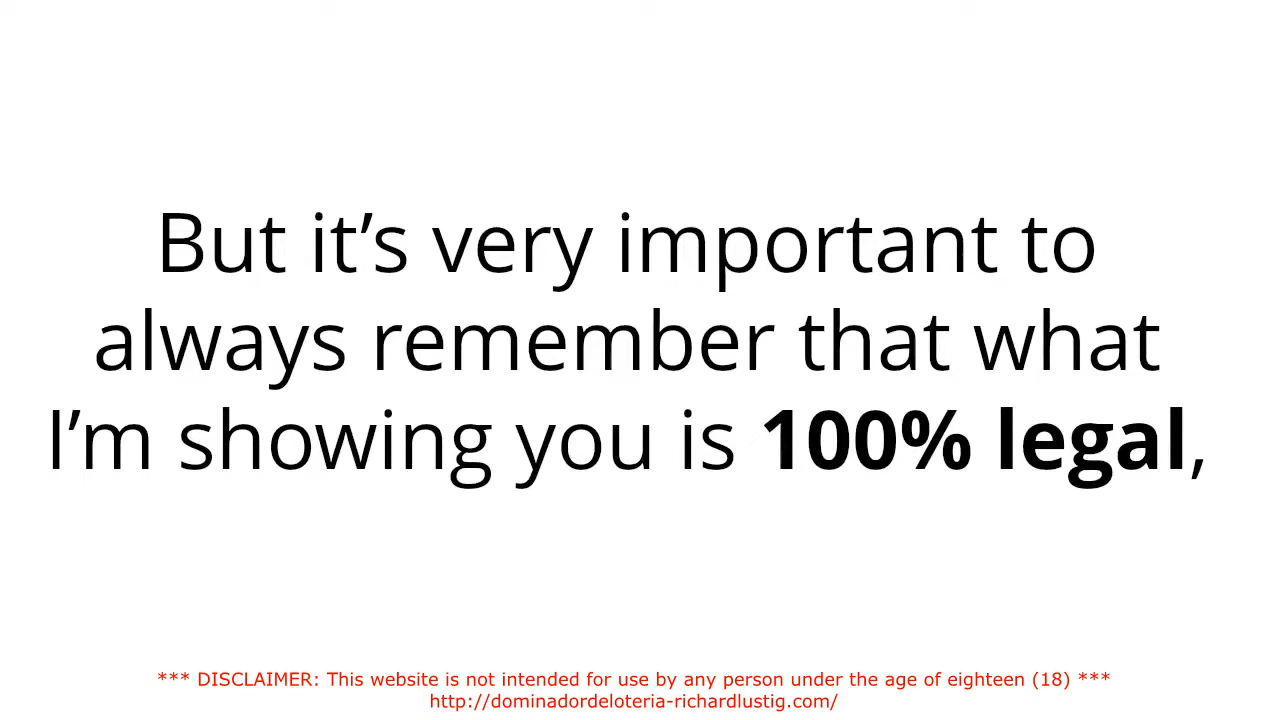 But it’s very important to
always remember that what
I’m showing you is 100% legal,
*** DISCLAIMER: This website is not intended for use by any person under the age of eighteen (18) ***
http://dominadordeloteria-richardlustig.com/